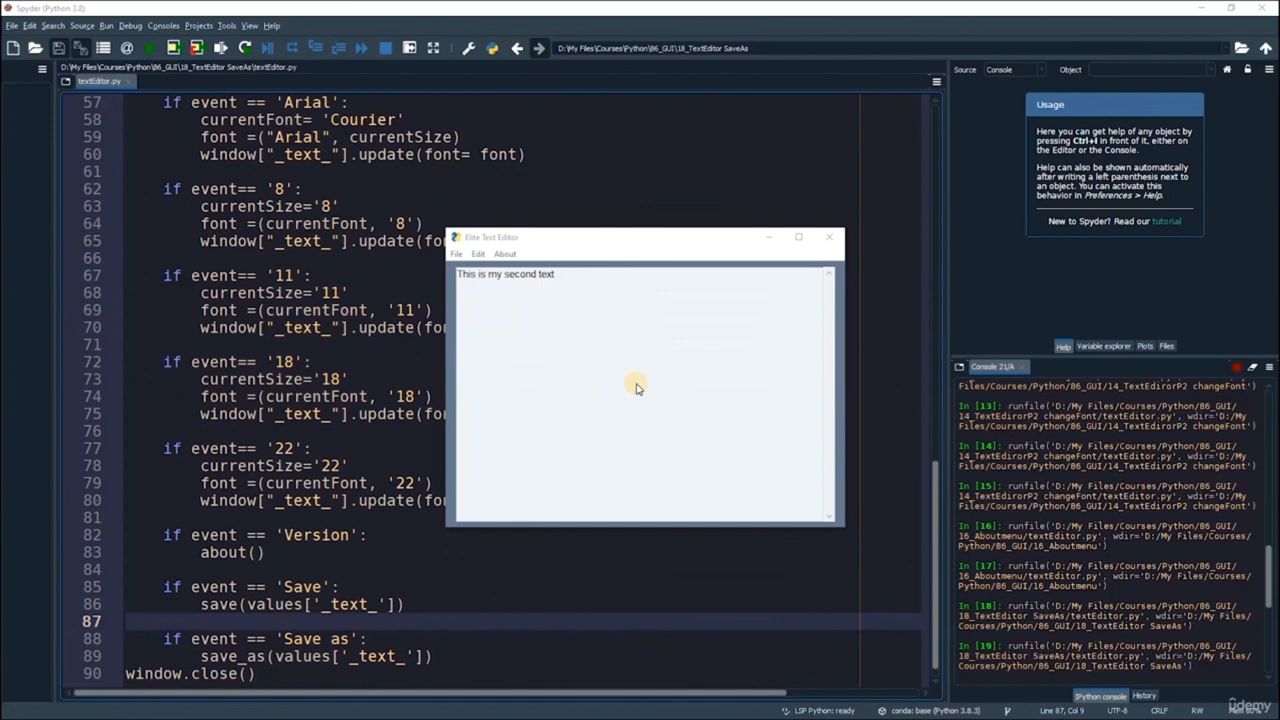 Spyder (Python 3.8)
File Edit Search Source Run Debug Consoles Projects Tools View Help
D:\My Files\Courses\Python\86_GUI\18_TextEditor SaveAs
D:\My Files\Courses\Python\86_GUI\18_TextEditor SaveAs\textEditor.py
textEditor.py
57 if event == 'Arial':
58 currentFont= 'Courier'
59 font =("Arial", currentSize)
60 window["_text_"].update(font= font)
61
62 if event== '8':
63 currentSize='8'
64 font =(currentFont, '8')
65 window["_text_"].update(fo
66
67 if event== '11':
68 currentSize='11'
69 font =(currentFont, '11')
70 window["_text_"].update(fo
71
72 if event== '18':
73 currentSize='18'
74 font =(currentFont, '18')
75 window["_text_"].update(fo
76
77 if event== '22':
78 currentSize='22'
79 font =(currentFont, '22')
80 window["_text_"].update(fo
81
82 if event == 'Version':
83 about()
84
85 if event == 'Save':
86 save(values['_text_'])
87
88 if event == 'Save as':
89 save_as(values['_text_'])
90 window.close()
Elite Text Editor
File Edit About
This is my second text
Source Console Object
Usage
Here you can get help of any object by
pressing Ctrl+I in front of it, either on
the Editor or the Console.
Help can also be shown automatically
after writing a left parenthesis next to
an object. You can activate this
behavior in Preferences > Help.
New to Spyder? Read our tutorial
Help Variable explorer Plots Files
Console 21/A
Files/Courses/Python/86_GUI/14_TextEdirorP2 changeFont')
In [13]: runfile('D:/My Files/Courses/Python/86_GUI/
14_TextEdirorP2 changeFont/textEditor.py', wdir='D:/My
Files/Courses/Python/86_GUI/14_TextEdirorP2 changeFont')
In [14]: runfile('D:/My Files/Courses/Python/86_GUI/
14_TextEdirorP2 changeFont/textEditor.py', wdir='D:/My
Files/Courses/Python/86_GUI/14_TextEdirorP2 changeFont')
In [15]: runfile('D:/My Files/Courses/Python/86_GUI/
14_TextEdirorP2 changeFont/textEditor.py', wdir='D:/My
Files/Courses/Python/86_GUI/14_TextEdirorP2 changeFont')
In [16]: runfile('D:/My Files/Courses/Python/86_GUI/
16_Aboutmenu/textEditor.py', wdir='D:/My Files/Courses/
Python/86_GUI/16_Aboutmenu')
In [17]: runfile('D:/My Files/Courses/Python/86_GUI/
16_Aboutmenu/textEditor.py', wdir='D:/My Files/Courses/
Python/86_GUI/16_Aboutmenu')
In [18]: runfile('D:/My Files/Courses/Python/86_GUI/
18_TextEditor SaveAs/textEditor.py', wdir='D:/My
Files/Courses/Python/86_GUI/18_TextEditor SaveAs')
In [19]: runfile('D:/My Files/Courses/Python/86_GUI/
18_TextEditor SaveAs/textEditor.py', wdir='D:/My
Files/Courses/Python/86_GUI/18_TextEditor SaveAs')
IPython console History
LSP Python: ready conda: base (Python 3.8.3) Line 87, Col 9 UTF-8 CRLF RW
udemy